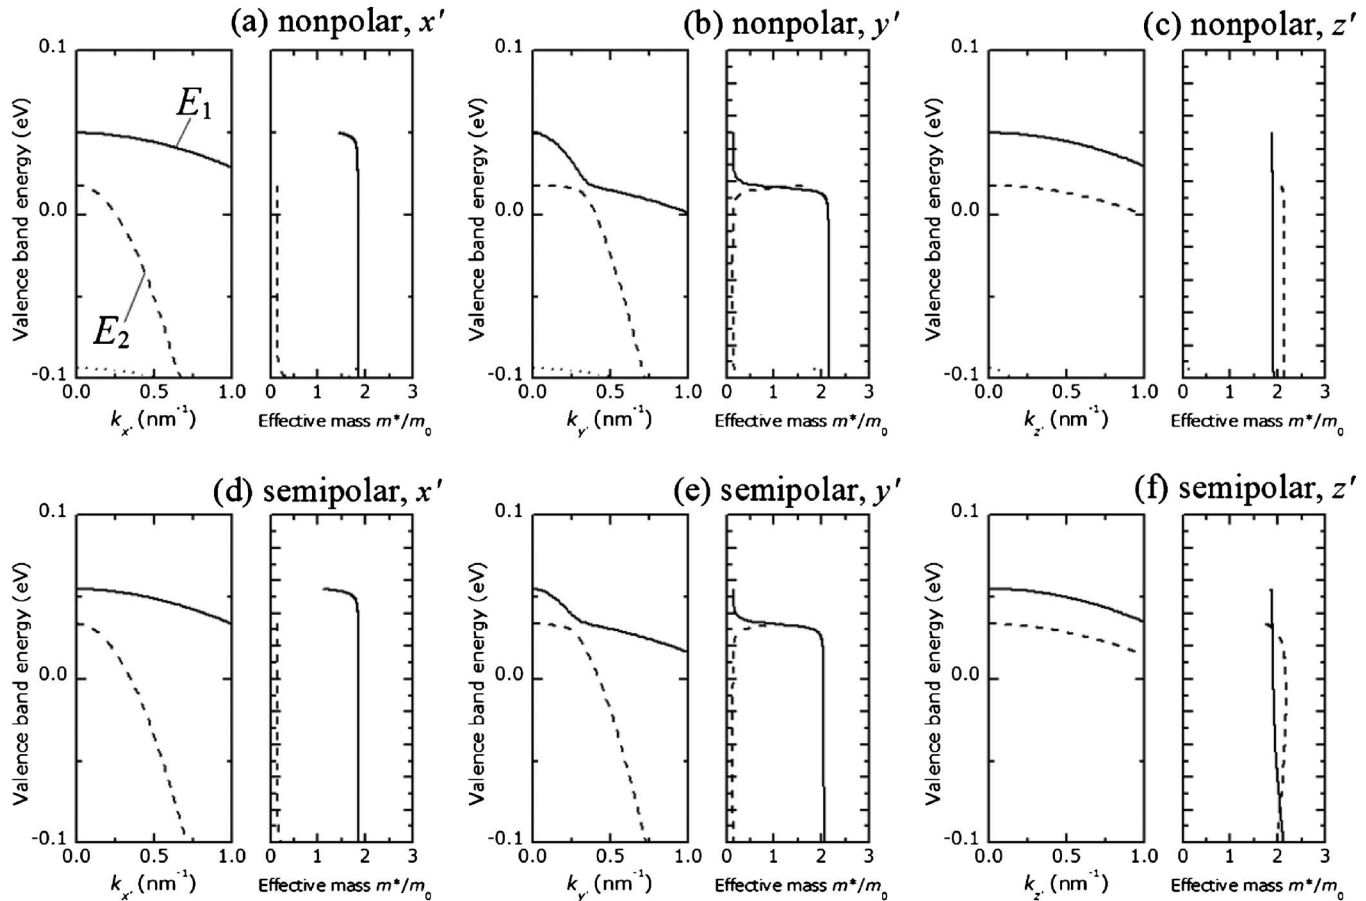 (a) nonpolar, x′
(b) nonpolar, y′
(c) nonpolar, z′
Valence band energy (eV)
0.1
0.0
-0.1
E₁
E₂
0.0 0.5 1.0
kₓ′ (nm⁻¹)
0 1 2 3
Effective mass m*/m₀
Valence band energy (eV)
0.1
0.0
-0.1
0.0 0.5 1.0
k_y′ (nm⁻¹)
0 1 2 3
Effective mass m*/m₀
Valence band energy (eV)
0.1
0.0
-0.1
0.0 0.5 1.0
k_z′ (nm⁻¹)
0 1 2 3
Effective mass m*/m₀
(d) semipolar, x′
(e) semipolar, y′
(f) semipolar, z′
Valence band energy (eV)
0.1
0.0
-0.1
0.0 0.5 1.0
kₓ′ (nm⁻¹)
0 1 2 3
Effective mass m*/m₀
Valence band energy (eV)
0.1
0.0
-0.1
0.0 0.5 1.0
k_y′ (nm⁻¹)
0 1 2 3
Effective mass m*/m₀
Valence band energy (eV)
0.1
0.0
-0.1
0.0 0.5 1.0
k_z′ (nm⁻¹)
0 1 2 3
Effective mass m*/m₀